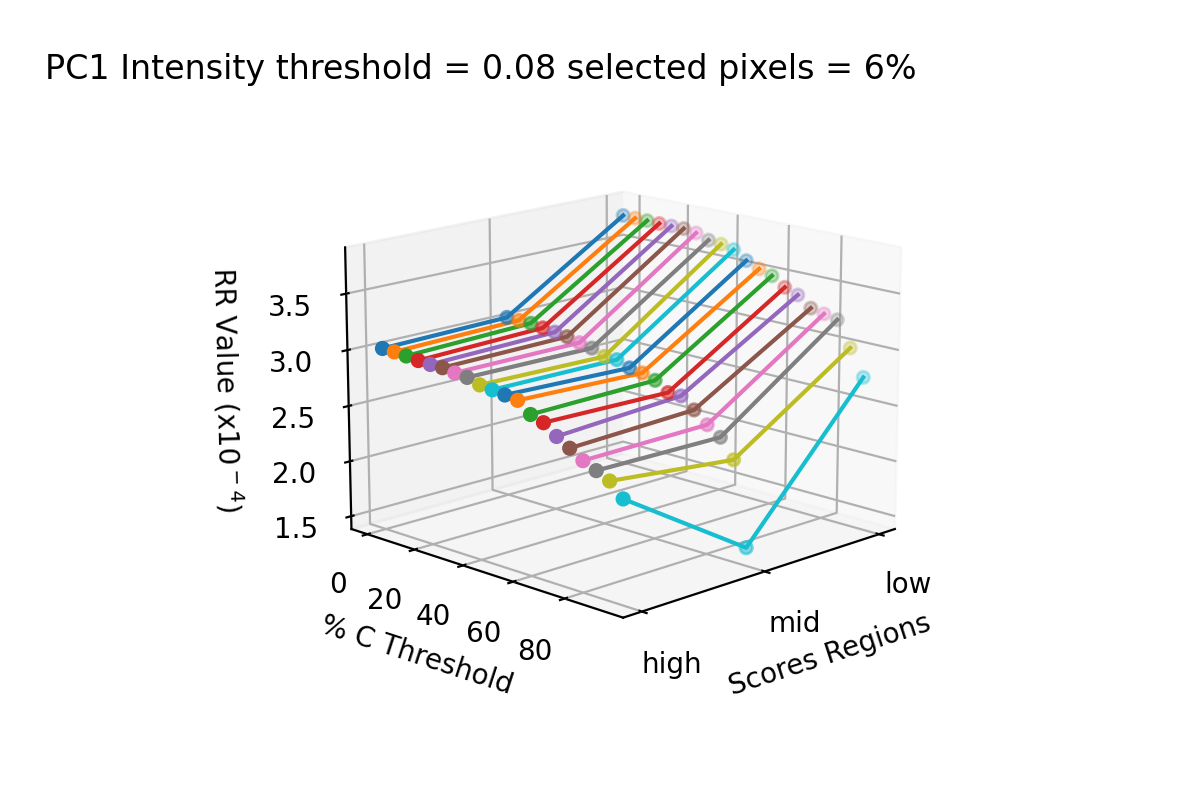 PC1 Intensity threshold = 0.08 selected pixels = 6%
RR Value (x10⁻⁴)
3.5
3.0
2.5
2.0
1.5
0
20
40
60
80
% C Threshold
high
mid
low
Scores Regions